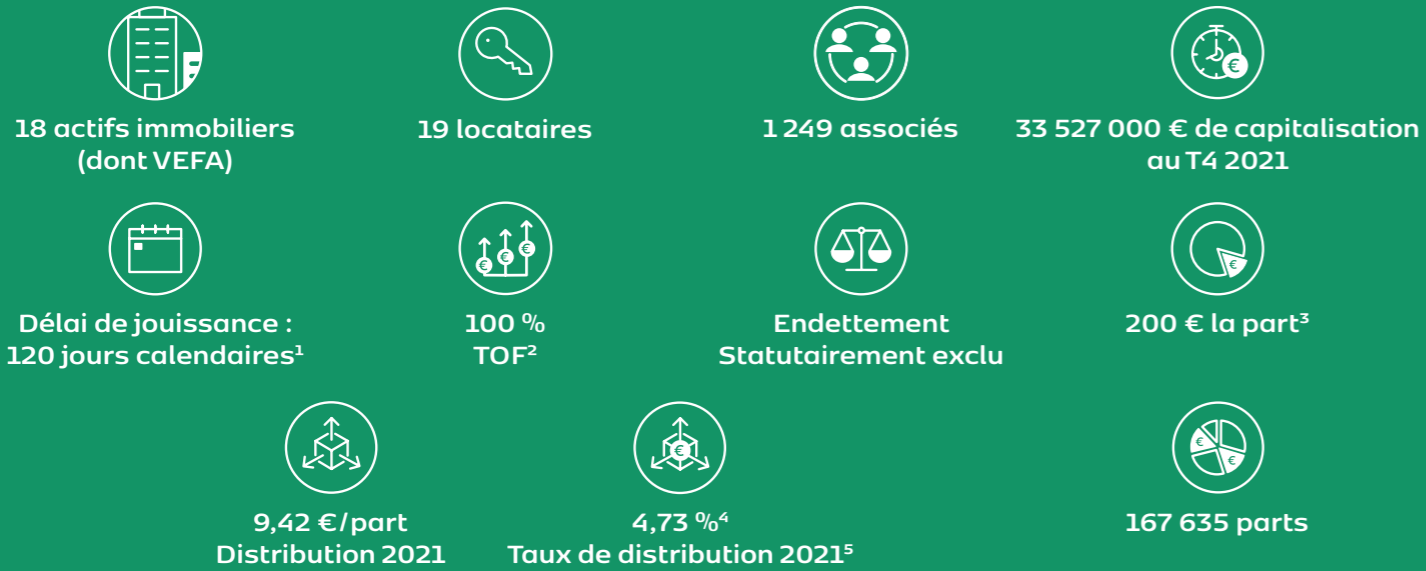 18 actifs immobiliers
(dont VEFA)
19 locataires
1 249 associés
33 527 000 € de capitalisation
au T4 2021
Délai de jouissance :
120 jours calendaires¹
100 %
TOF²
Endettement
Statutairement exclu
200 € la part³
9,42 €/part
Distribution 2021
4,73 %⁴
Taux de distribution 2021⁵
167 635 parts